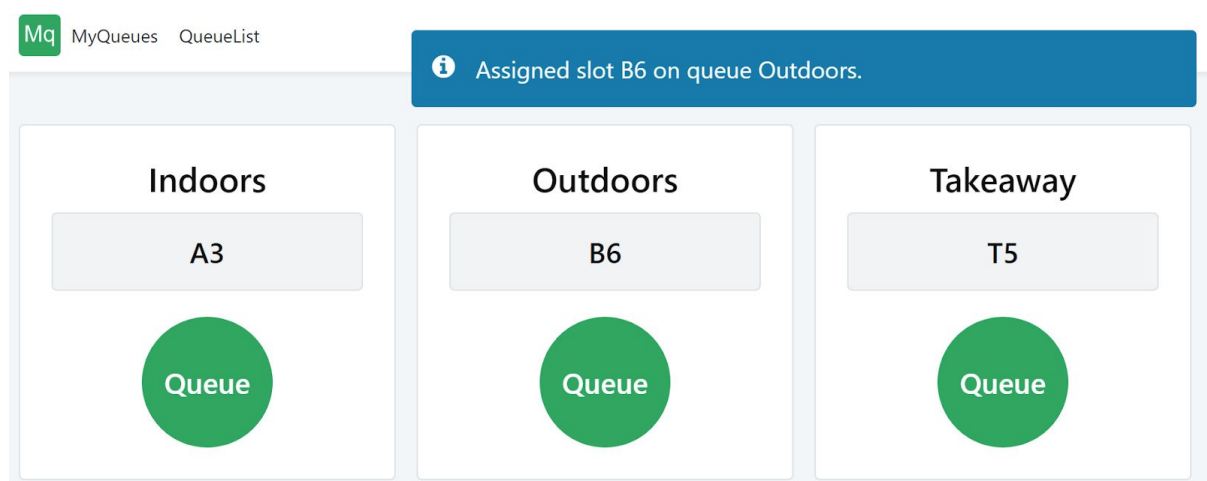 Mq MyQueues QueueList
Assigned slot B6 on queue Outdoors.
Indoors
A3
Queue
Outdoors
B6
Queue
Takeaway
T5
Queue